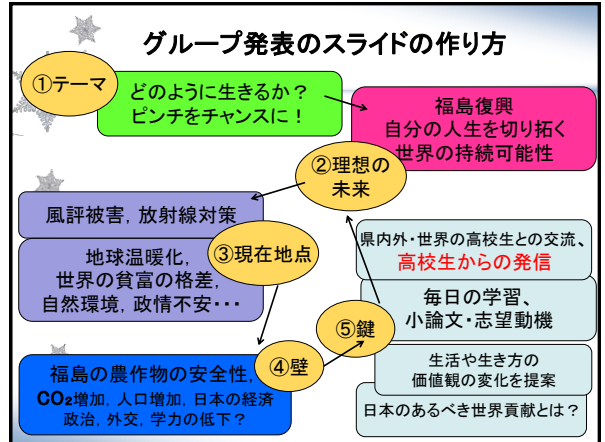 グループ発表のスライドの作り方
①テーマ
どのように生きるか？
ピンチをチャンスに！
福島復興
自分の人生を切り拓く
世界の持続可能性
②理想の
未来
風評被害，放射線対策
地球温暖化，
世界の貧富の格差，
自然環境，政情不安・・・
③現在地点
福島の農作物の安全性，
CO₂増加，人口増加，日本の経済
政治，外交，学力の低下？
④壁
⑤鍵
県内外・世界の高校生との交流、
高校生からの発信
毎日の学習、
小論文・志望動機
生活や生き方の
価値観の変化を提案
日本のあるべき世界貢献とは？